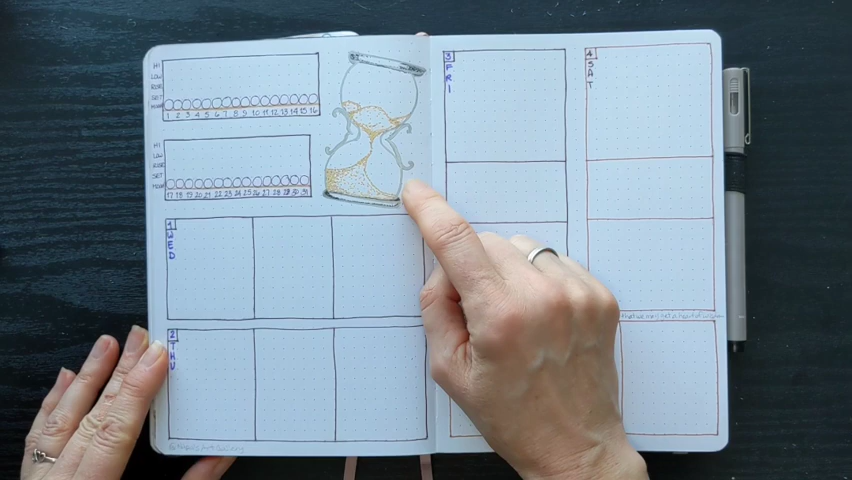 HI
LOW
RISE
SET
MOON
1 2 3 4 5 6 7 8 9 10 11 12 13 14 15 16
HI
LOW
RISE
SET
MOON
17 18 19 20 21 22 23 24 25 26 27 28 29 30 31
1
WED
2
THU
3
FRI
4
SAT